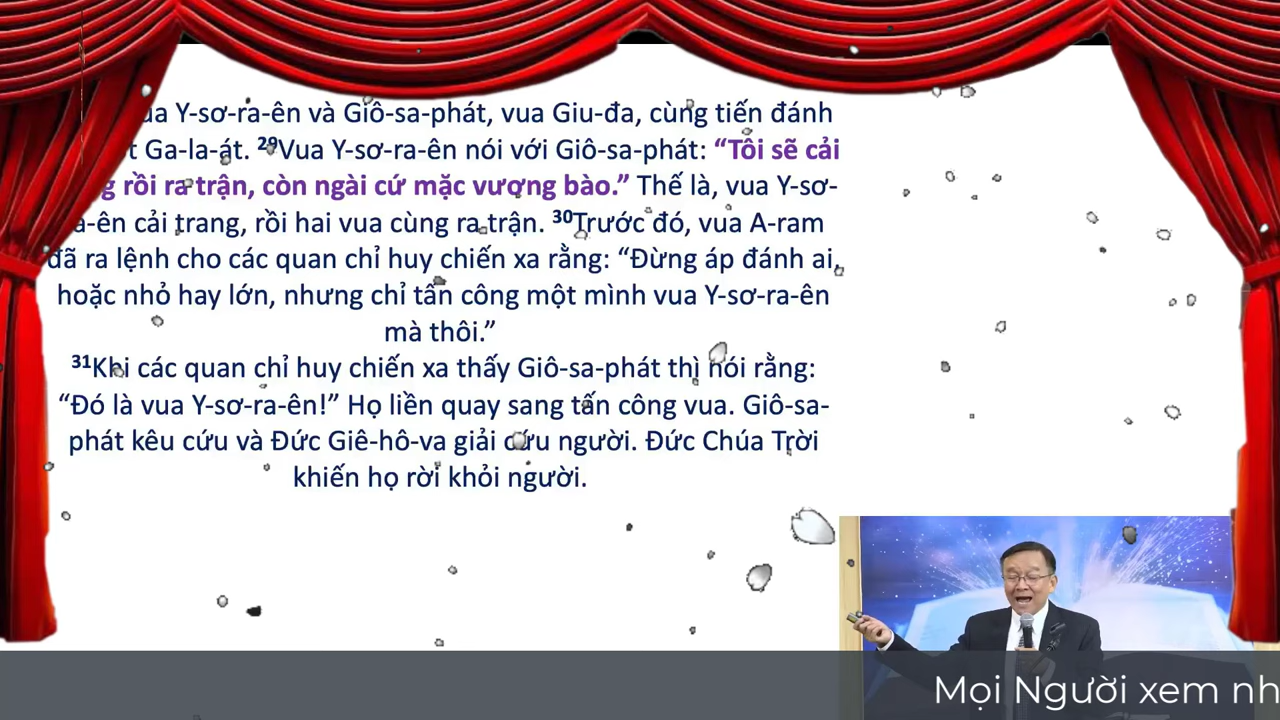 Y-sơ-ra-ên và Giô-sa-phát, vua Giu-đa, cùng tiến đánh
Ga-la-át. ²⁹Vua Y-sơ-ra-ên nói với Giô-sa-phát: “Tôi sẽ cải
rồi ra trận, còn ngài cứ mặc vương bào.” Thế là, vua Y-sơ-
a-ên cải trang, rồi hai vua cùng ra trận. ³⁰Trước đó, vua A-ram
đã ra lệnh cho các quan chỉ huy chiến xa rằng: “Đừng áp đánh ai,
hoặc nhỏ hay lớn, nhưng chỉ tấn công một mình vua Y-sơ-ra-ên
mà thôi.”
³¹Khi các quan chỉ huy chiến xa thấy Giô-sa-phát thì nói rằng:
“Đó là vua Y-sơ-ra-ên!” Họ liền quay sang tấn công vua. Giô-sa-
phát kêu cứu và Đức Giê-hô-va giải cứu người. Đức Chúa Trời
khiến họ rời khỏi người.
Mọi Người xem nh